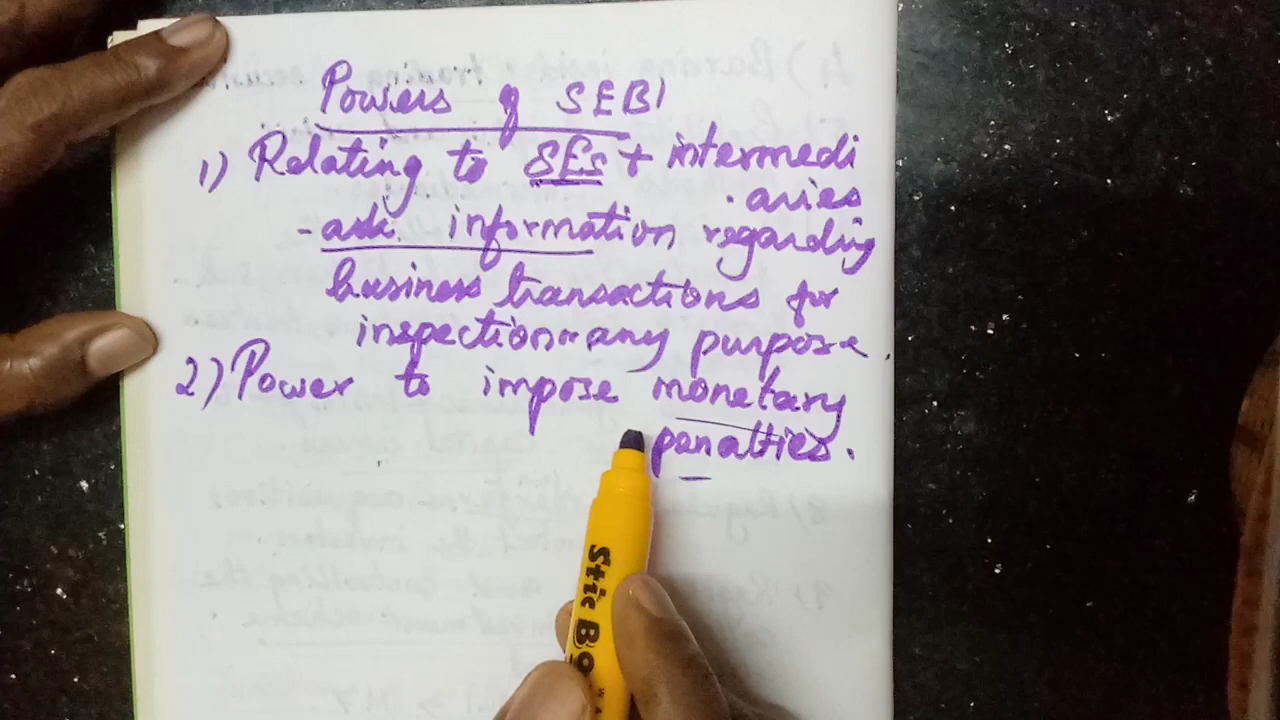 Powers of SEBI
1) Relating to SEs + intermedi
aries
- ask information regarding
business transactions for
inspection or any purpose.
2) Power to impose monetary
penalties.
Stic